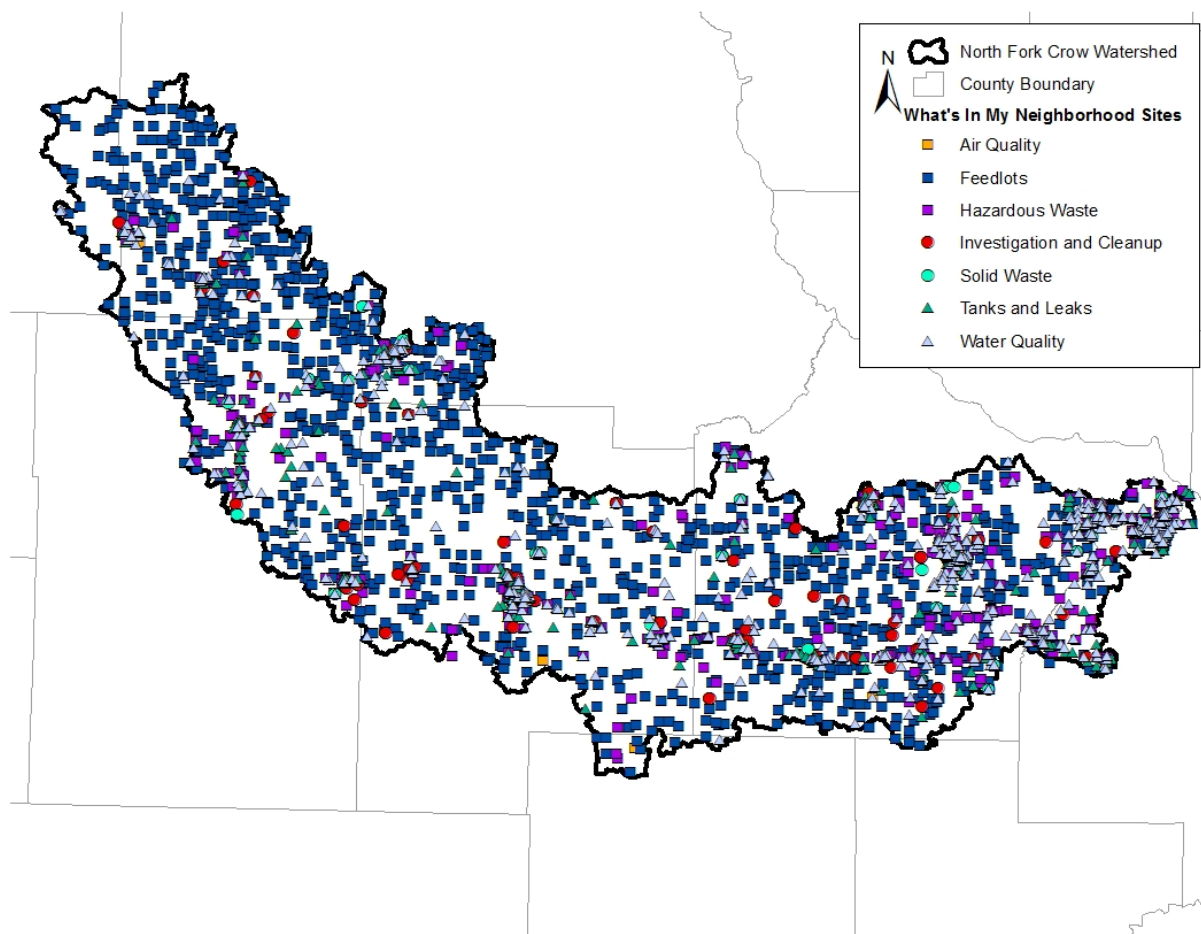 N
North Fork Crow Watershed
County Boundary
What's In My Neighborhood Sites
Air Quality
Feedlots
Hazardous Waste
Investigation and Cleanup
Solid Waste
Tanks and Leaks
Water Quality